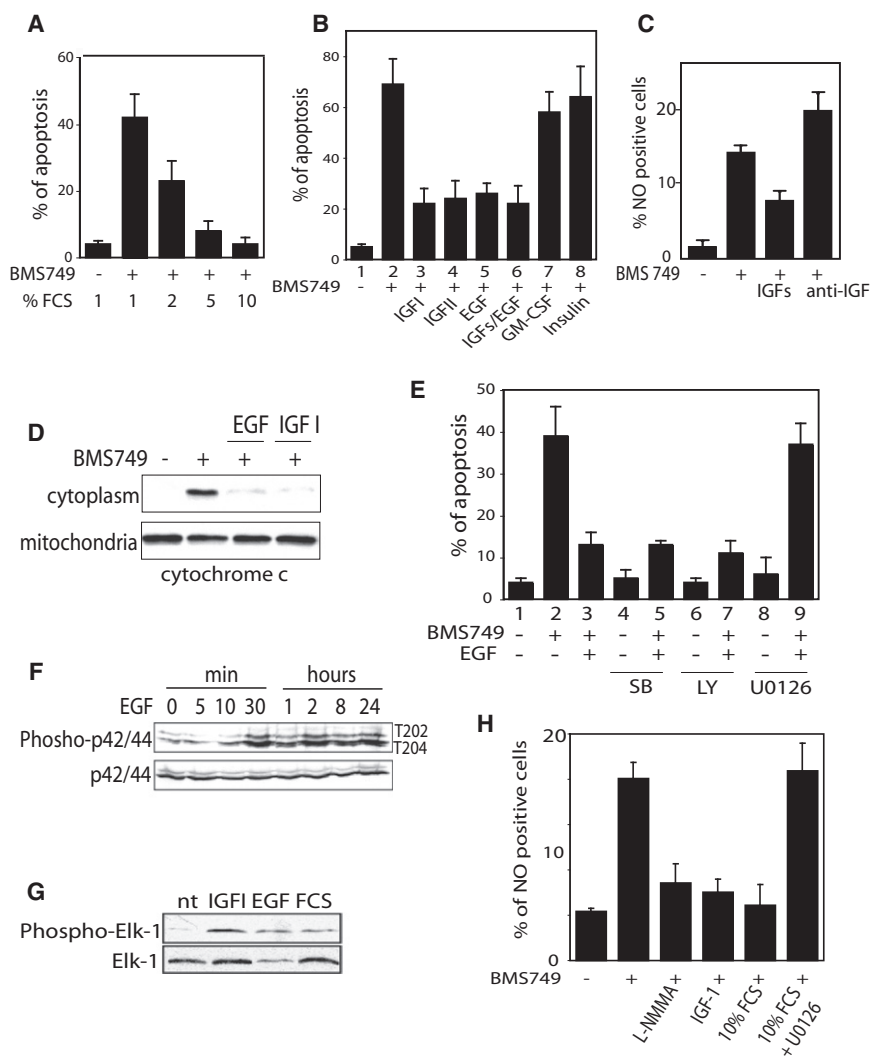 A
% of apoptosis
60
40
20
0
BMS749 - + + + +
% FCS 1 1 2 5 10
B
% of apoptosis
80
60
40
20
0
1 2 3 4 5 6 7 8
BMS749 - + + + + + + +
IGFI
IGFII
EGF
IGFs/EGF
GM-CSF
Insulin
C
% NO positive cells
20
10
0
BMS 749 - + + +
IGFs anti-IGF
D
EGF IGF I
BMS749 - + + +
cytoplasm
mitochondria
cytochrome c
E
% of apoptosis
50
40
30
20
10
0
1 2 3 4 5 6 7 8 9
BMS749 - + + - + - + - +
EGF - - + - + - + - +
SB LY U0126
F
min hours
EGF 0 5 10 30 1 2 8 24
Phosho-p42/44
T202
T204
p42/44
G
nt IGFI EGF FCS
Phospho-Elk-1
Elk-1
H
% of NO positive cells
20
10
0
BMS749 - +
L-NMMA +
IGF-1 +
10% FCS +
10% FCS +
+U0126